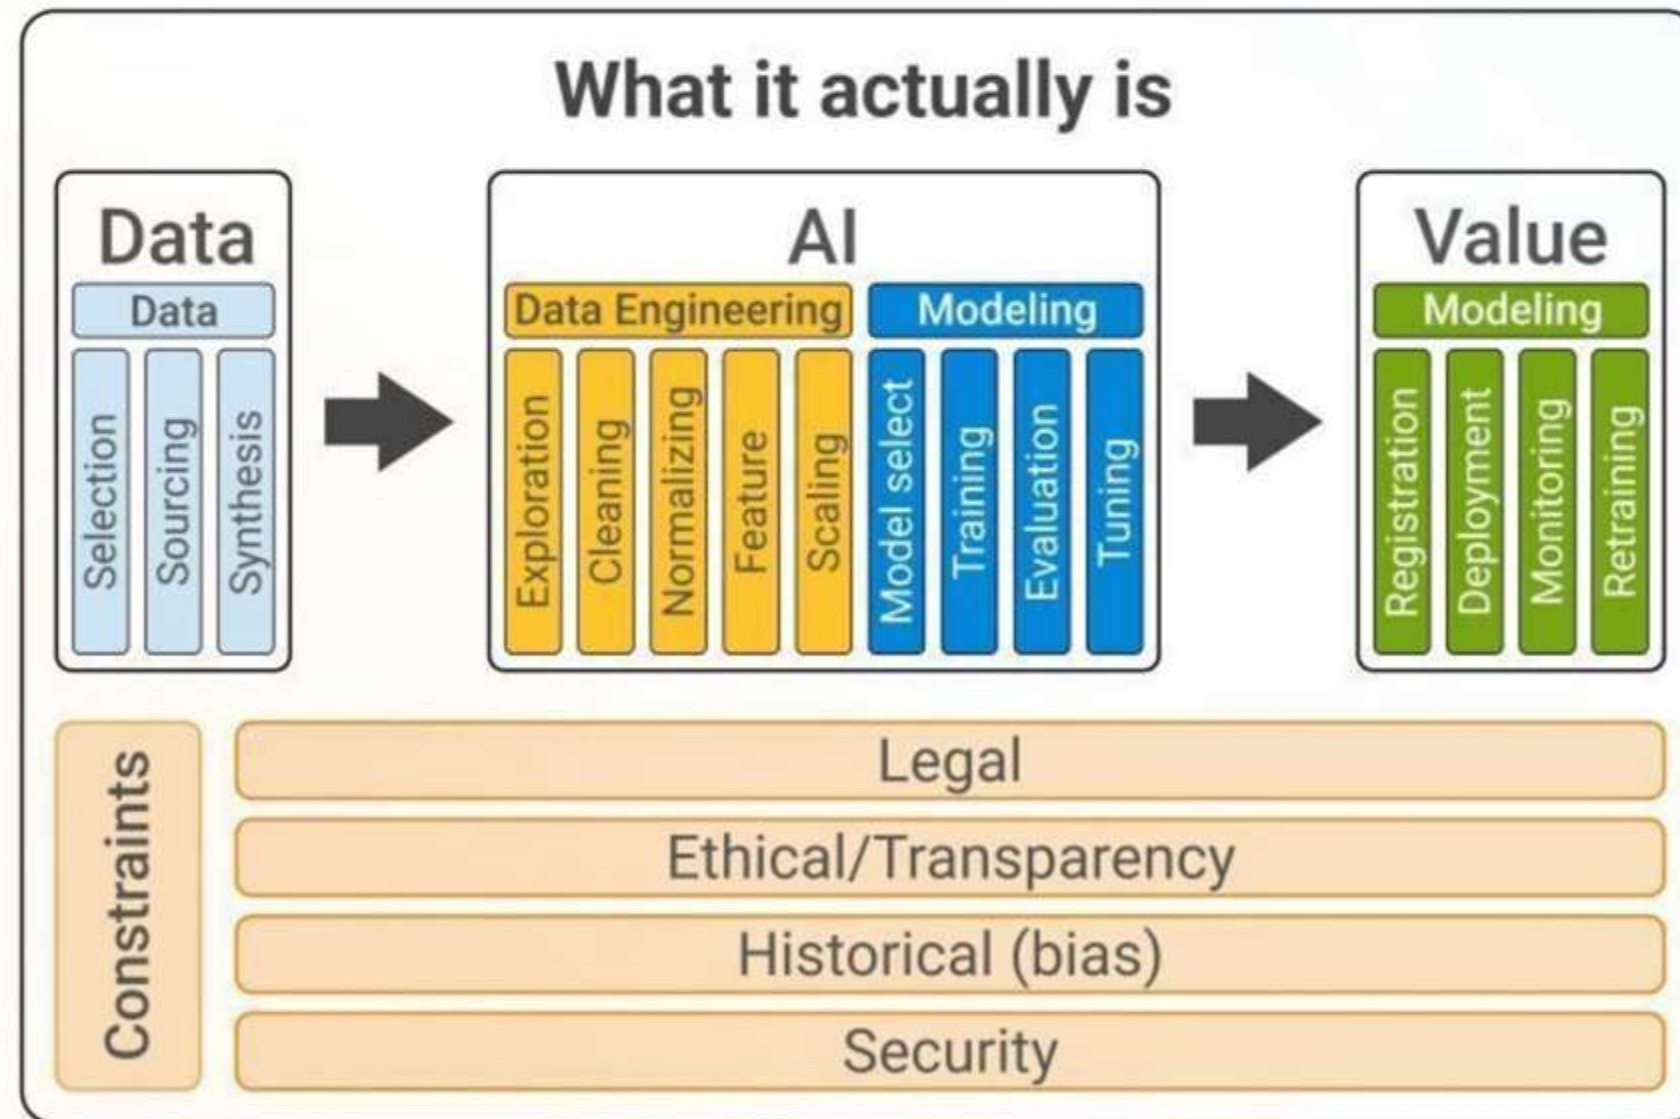 What it actually is
Data
Data
Selection
Sourcing
Synthesis
AI
Data Engineering
Exploration
Cleaning
Normalizing
Feature
Scaling
Modeling
Model select
Training
Evaluation
Tuning
Value
Modeling
Registration
Deployment
Monitoring
Retraining
Constraints
Legal
Ethical/Transparency
Historical (bias)
Security